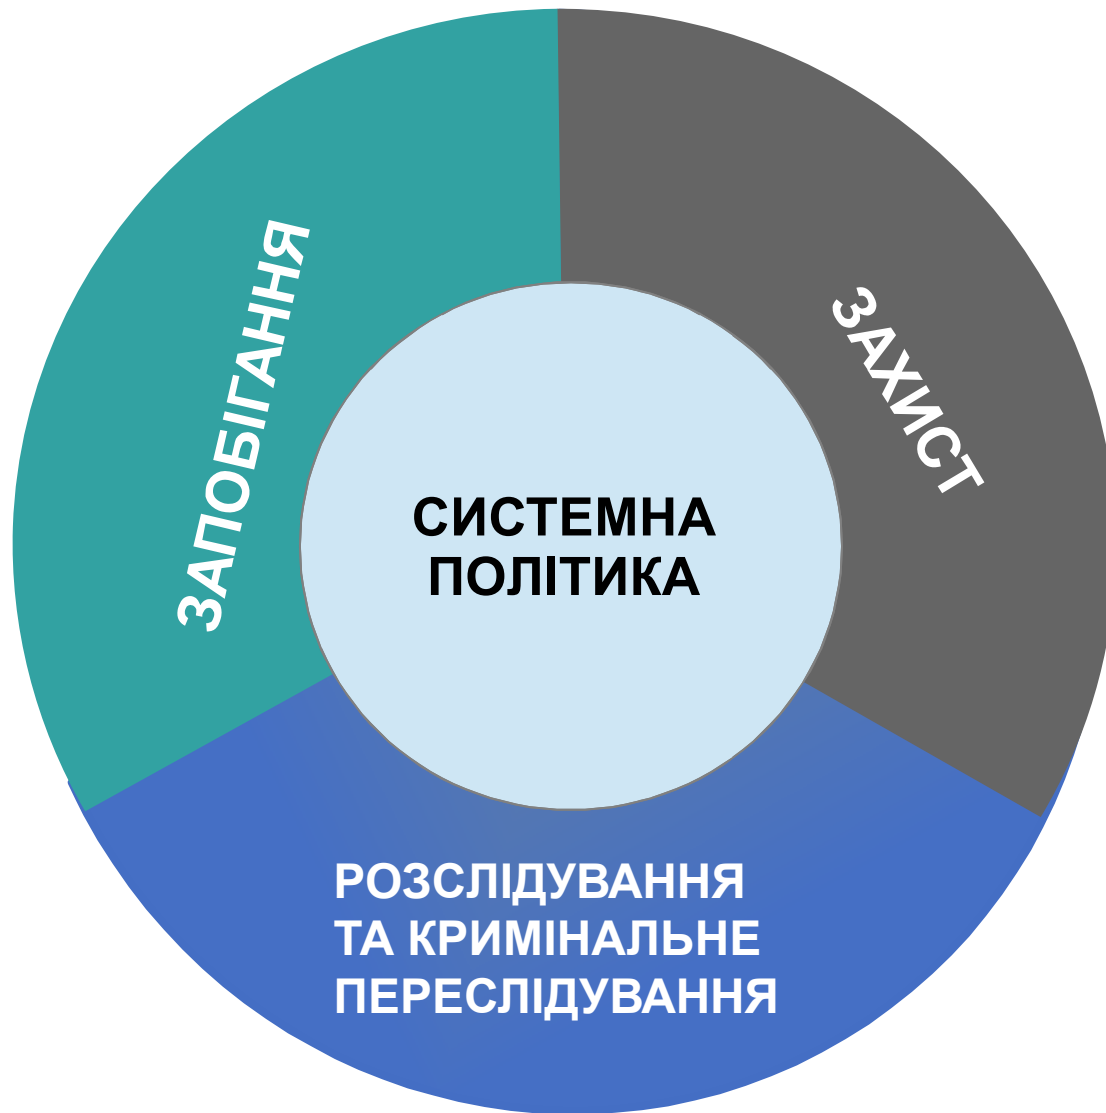 ЗАПОБІГАННЯ
ЗАХИСТ
СИСТЕМНА
ПОЛІТИКА
РОЗСЛІДУВАННЯ
ТА КРИМІНАЛЬНЕ
ПЕРЕСЛІДУВАННЯ